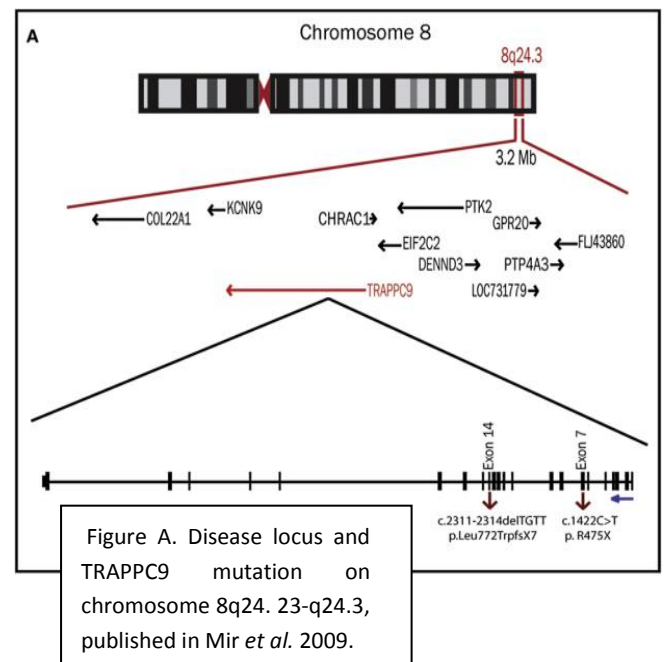 A
Chromosome 8
8q24.3
3.2 Mb
COL22A1
KCNK9
CHRAC1
PTK2
GPR20
EIF2C2
FLJ43860
DENND3
PTP4A3
TRAPPC9
LOC731779
Exon 14
Exon 7
c.2311-2314delTGTT
p.Leu772TrpfsX7
c.1422C>T
p. R475X
Figure A. Disease locus and
TRAPPC9 mutation on
chromosome 8q24. 23-q24.3,
published in Mir et al. 2009.